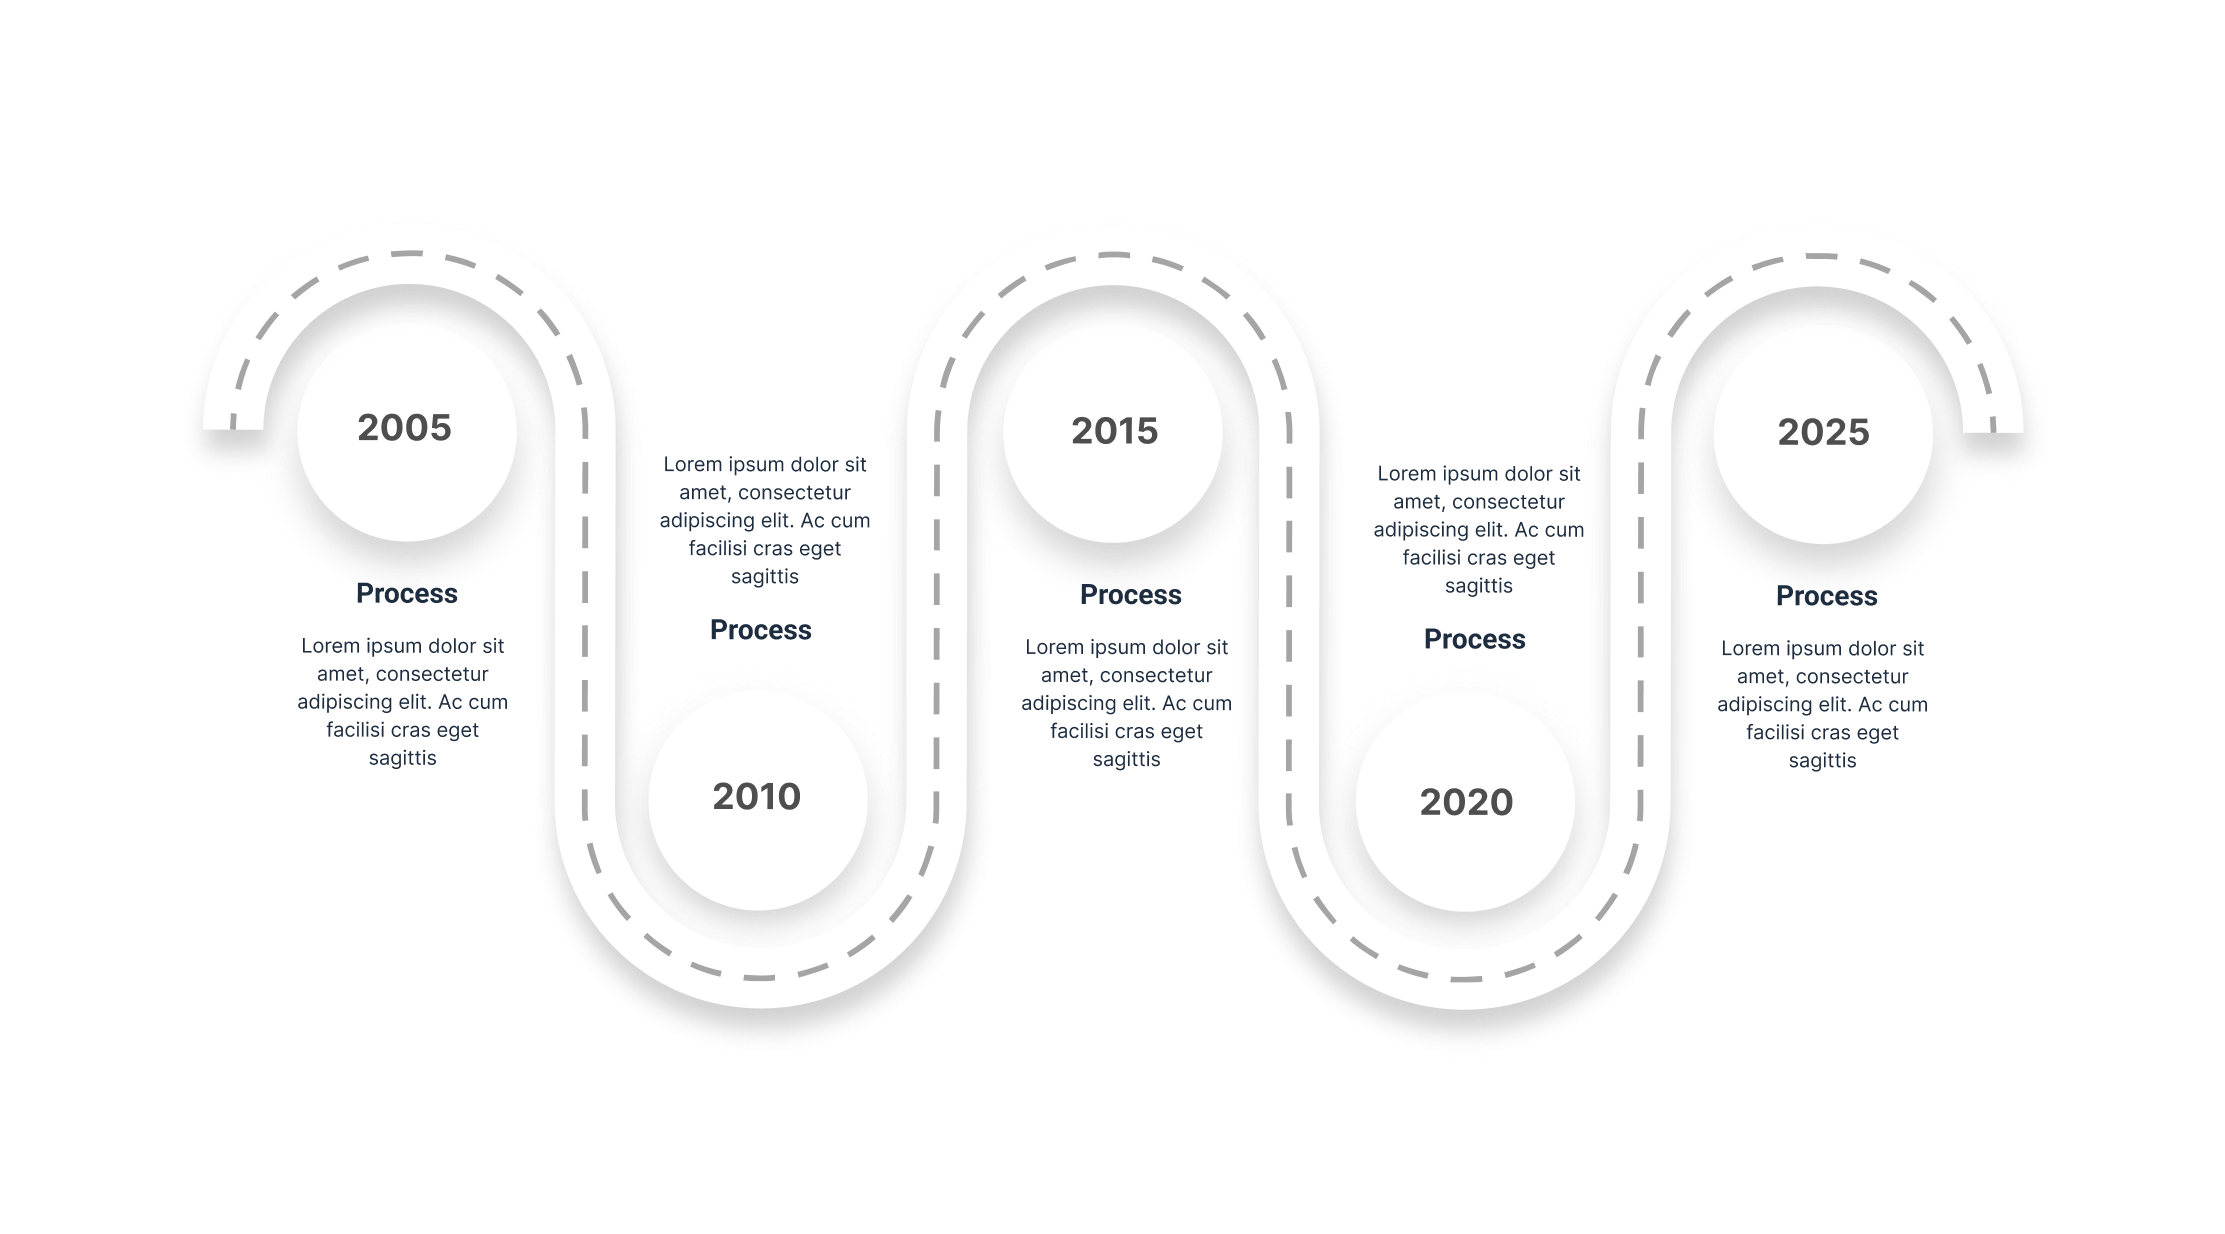 2005
Process
Lorem ipsum dolor sit
amet, consectetur
adipiscing elit. Ac cum
facilisi cras eget
sagittis
Lorem ipsum dolor sit
amet, consectetur
adipiscing elit. Ac cum
facilisi cras eget
sagittis
Process
2010
2015
Process
Lorem ipsum dolor sit
amet, consectetur
adipiscing elit. Ac cum
facilisi cras eget
sagittis
Lorem ipsum dolor sit
amet, consectetur
adipiscing elit. Ac cum
facilisi cras eget
sagittis
Process
2020
2025
Process
Lorem ipsum dolor sit
amet, consectetur
adipiscing elit. Ac cum
facilisi cras eget
sagittis